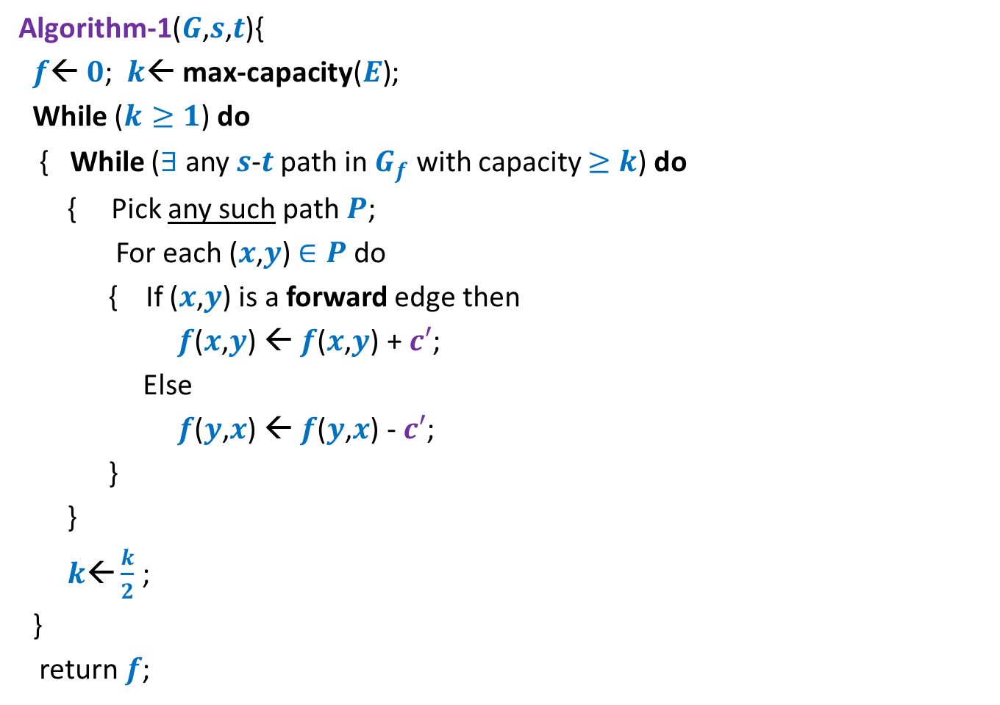 Algorithm-1(G,s,t){
f← 0; k← max-capacity(E);
While (k ≥ 1) do
{ While (∃ any s-t path in G_f with capacity ≥ k) do
{ Pick any such path P;
For each (x,y) ∈ P do
{ If (x,y) is a forward edge then
f(x,y) ← f(x,y) + c′;
Else
f(y,x) ← f(y,x) - c′;
}
}
k← k/2 ;
}
return f;